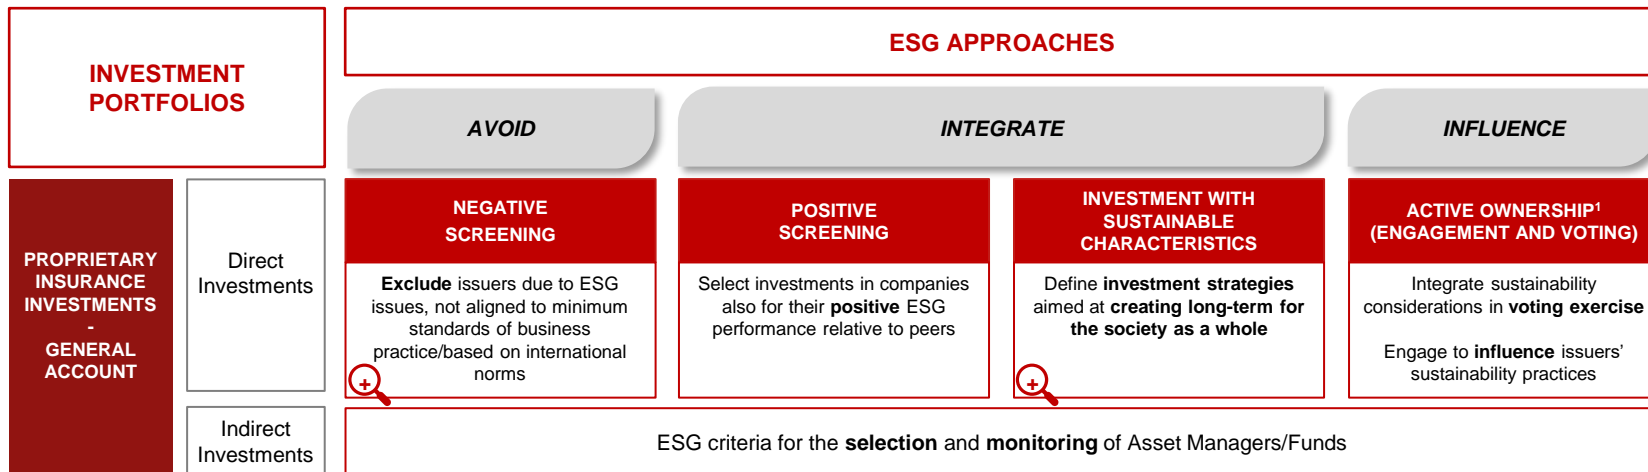 INVESTMENT
PORTFOLIOS
ESG APPROACHES
AVOID
INTEGRATE
INFLUENCE
PROPRIETARY
INSURANCE
INVESTMENTS
-
GENERAL
ACCOUNT
Direct
Investments
NEGATIVE
SCREENING
Exclude issuers due to ESG
issues, not aligned to minimum
standards of business
practice/based on international
norms
+
POSITIVE
SCREENING
Select investments in companies
also for their positive ESG
performance relative to peers
INVESTMENT WITH
SUSTAINABLE
CHARACTERISTICS
Define investment strategies
aimed at creating long-term for
the society as a whole
+
ACTIVE OWNERSHIP¹
(ENGAGEMENT AND VOTING)
Integrate sustainability
considerations in voting exercise
Engage to influence issuers’
sustainability practices
Indirect
Investments
ESG criteria for the selection and monitoring of Asset Managers/Funds